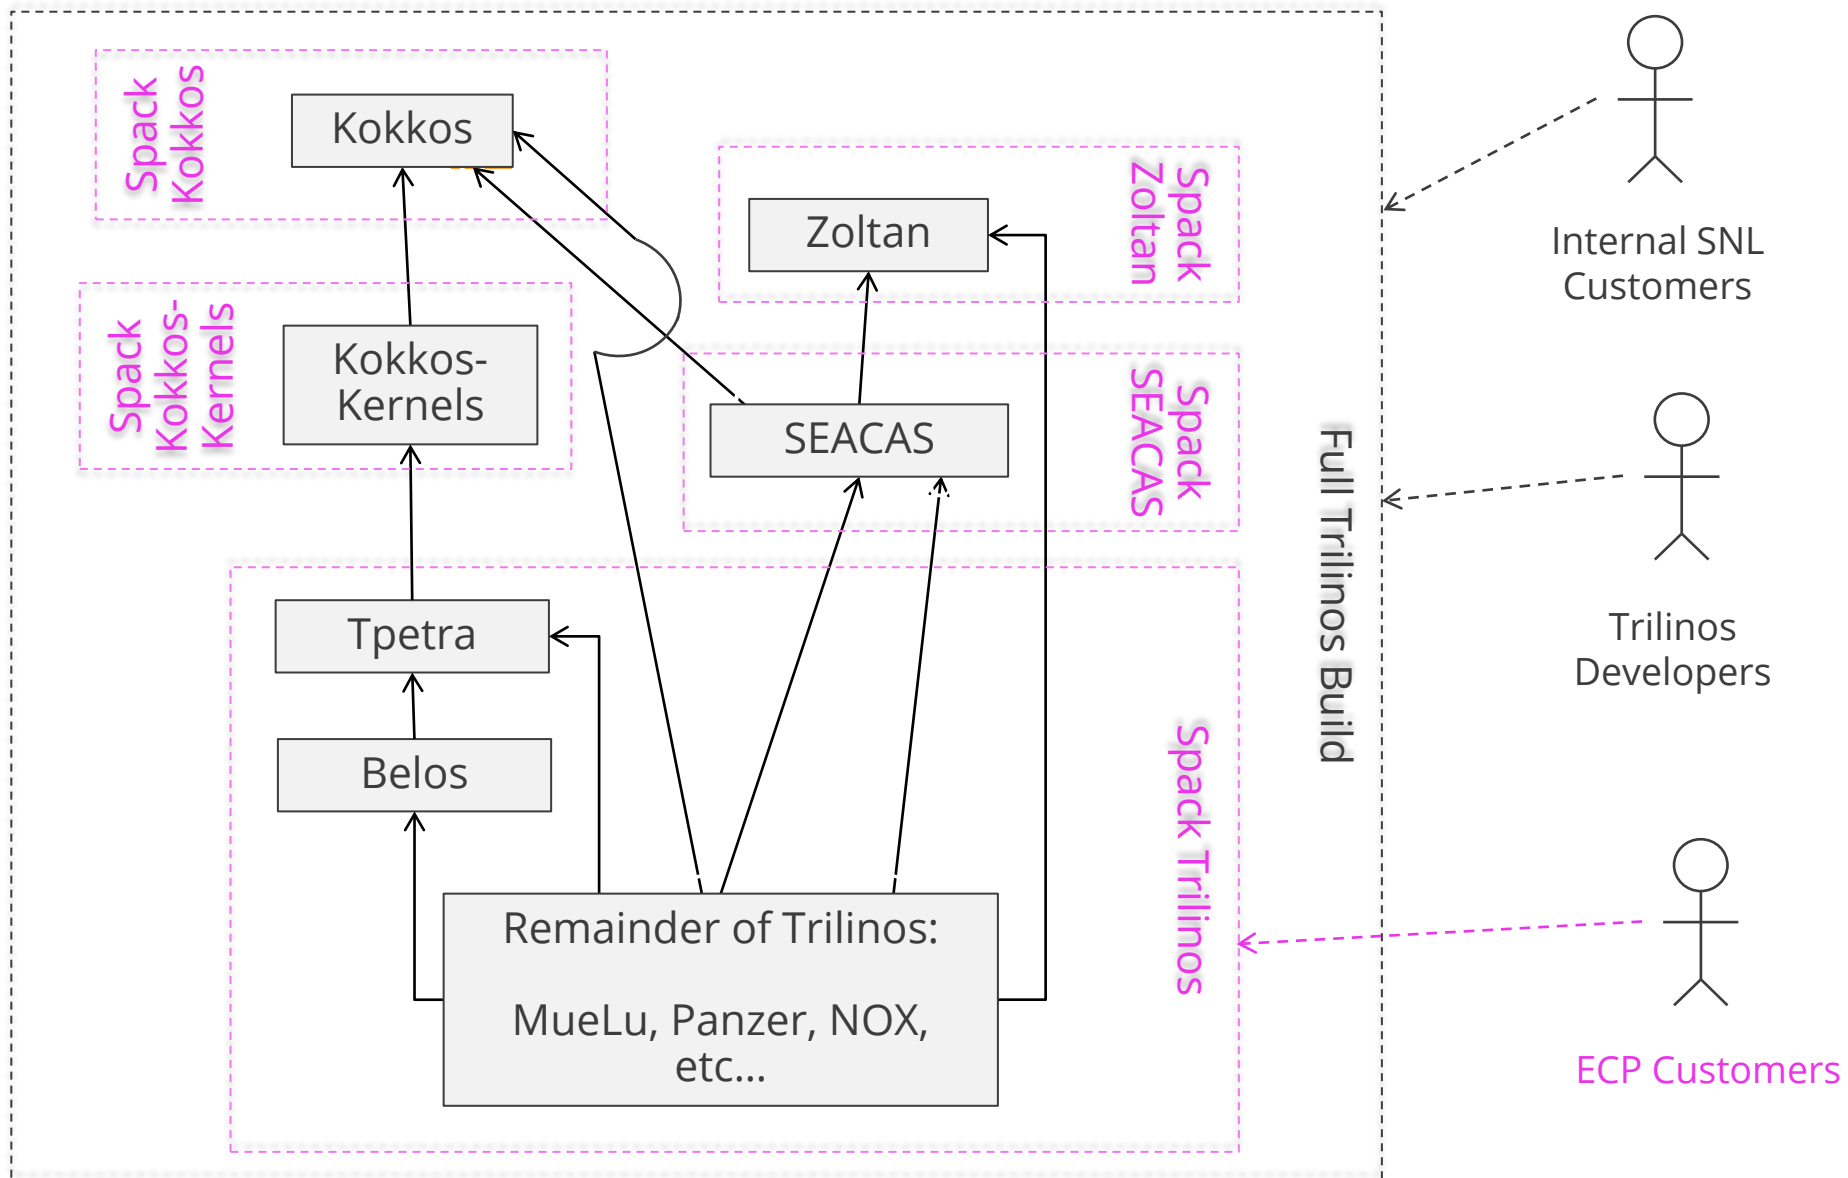 Spack
Kokkos
Kokkos
Spack
Zoltan
Zoltan
Internal SNL
Customers
Spack
Kokkos-
Kernels
Kokkos-
Kernels
Spack
SEACAS
SEACAS
Full Trilinos Build
Trilinos
Developers
Tpetra
Belos
Spack Trilinos
Remainder of Trilinos:
MueLu, Panzer, NOX,
etc...
ECP Customers